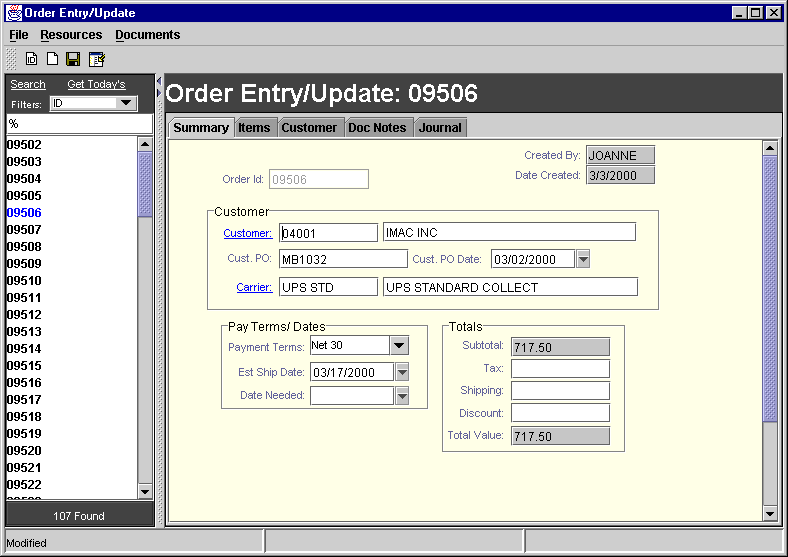 Order Entry/Update
File Resources Documents
ID
Search Get Today's
Filters: ID
%
09502
09503
09504
09505
09506
09507
09508
09509
09510
09511
09512
09513
09514
09515
09516
09517
09518
09519
09520
09521
09522
107 Found
Order Entry/Update: 09506
Summary Items Customer Doc Notes Journal
Created By: JOANNE
Date Created: 3/3/2000
Order Id: 09506
Customer
Customer: 04001 IMAC INC
Cust. PO: MB1032 Cust. PO Date: 03/02/2000
Carrier: UPS STD UPS STANDARD COLLECT
Pay Terms/ Dates
Payment Terms: Net 30
Est Ship Date: 03/17/2000
Date Needed:
Totals
Subtotal: 717.50
Tax:
Shipping:
Discount:
Total Value: 717.50
Modified